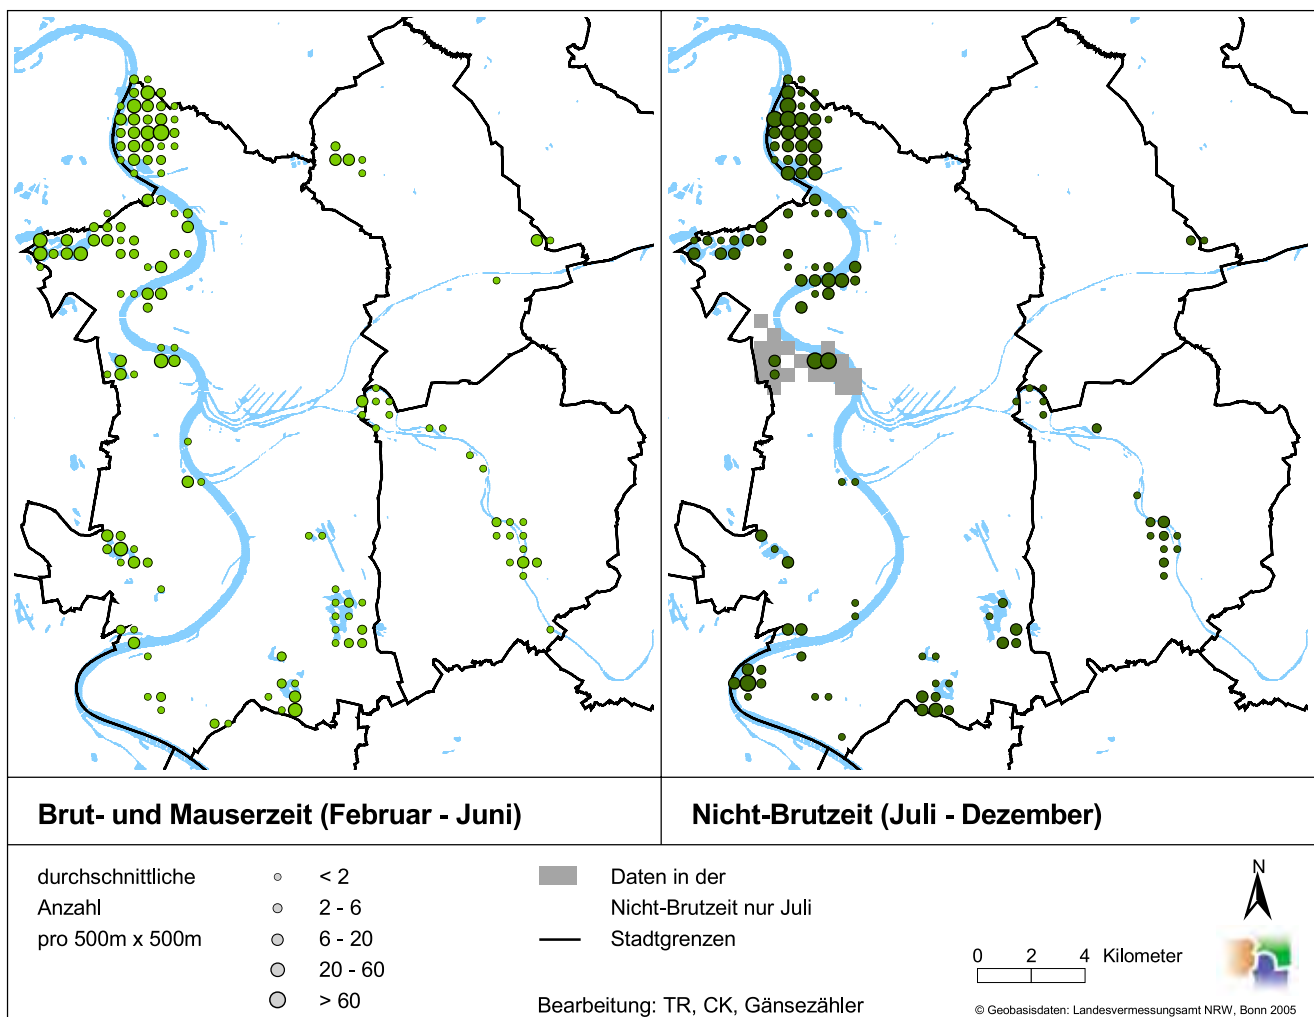 Brut- und Mauserzeit (Februar - Juni)
Nicht-Brutzeit (Juli - Dezember)
durchschnittliche
Anzahl
pro 500m x 500m
< 2
2 - 6
6 - 20
20 - 60
> 60
Daten in der
Nicht-Brutzeit nur Juli
Stadtgrenzen
Bearbeitung: TR, CK, Gänsezähler
N
0 2 4 Kilometer
© Geobasisdaten: Landesvermessungsamt NRW, Bonn 2005